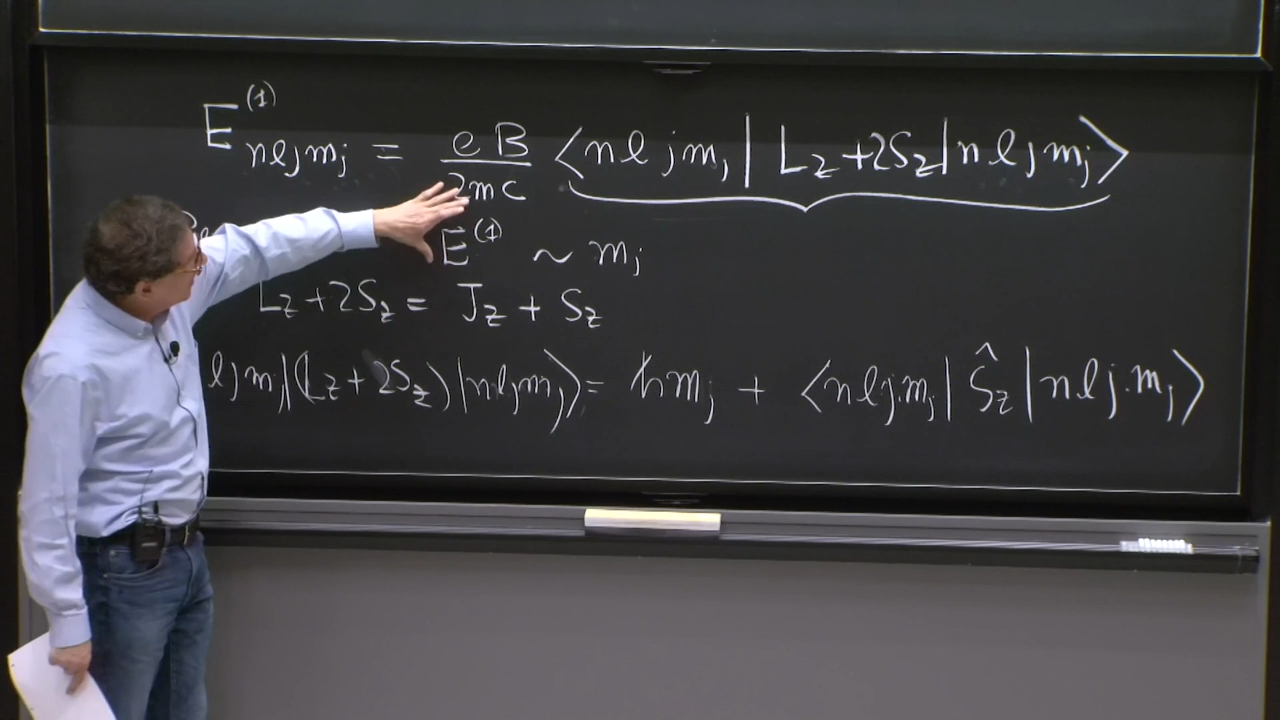 E^(1)_nljm_j = eB/2mc ⟨nljm_j|L_z+2S_z|nljm_j⟩
E^(1) ~ m_j
L_z+2S_z = J_z + S_z
ljm_j|(L_z+2S_z)|nljm_j⟩ = ħm_j + ⟨nljm_j|Ŝ_z|nljm_j⟩